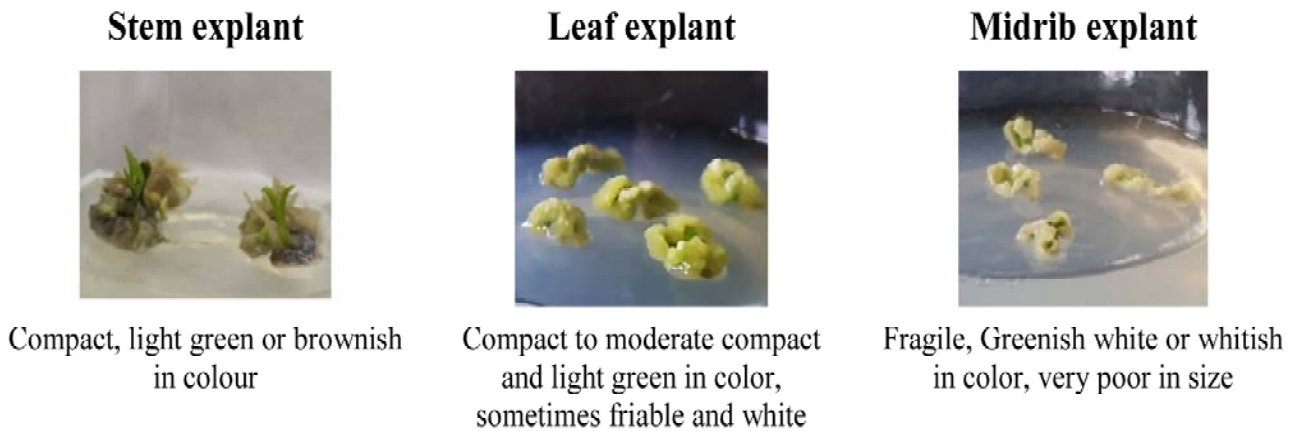 Stem explant
Leaf explant
Midrib explant
Compact, light green or brownish
in colour
Compact to moderate compact
and light green in color,
sometimes friable and white
Fragile, Greenish white or whitish
in color, very poor in size